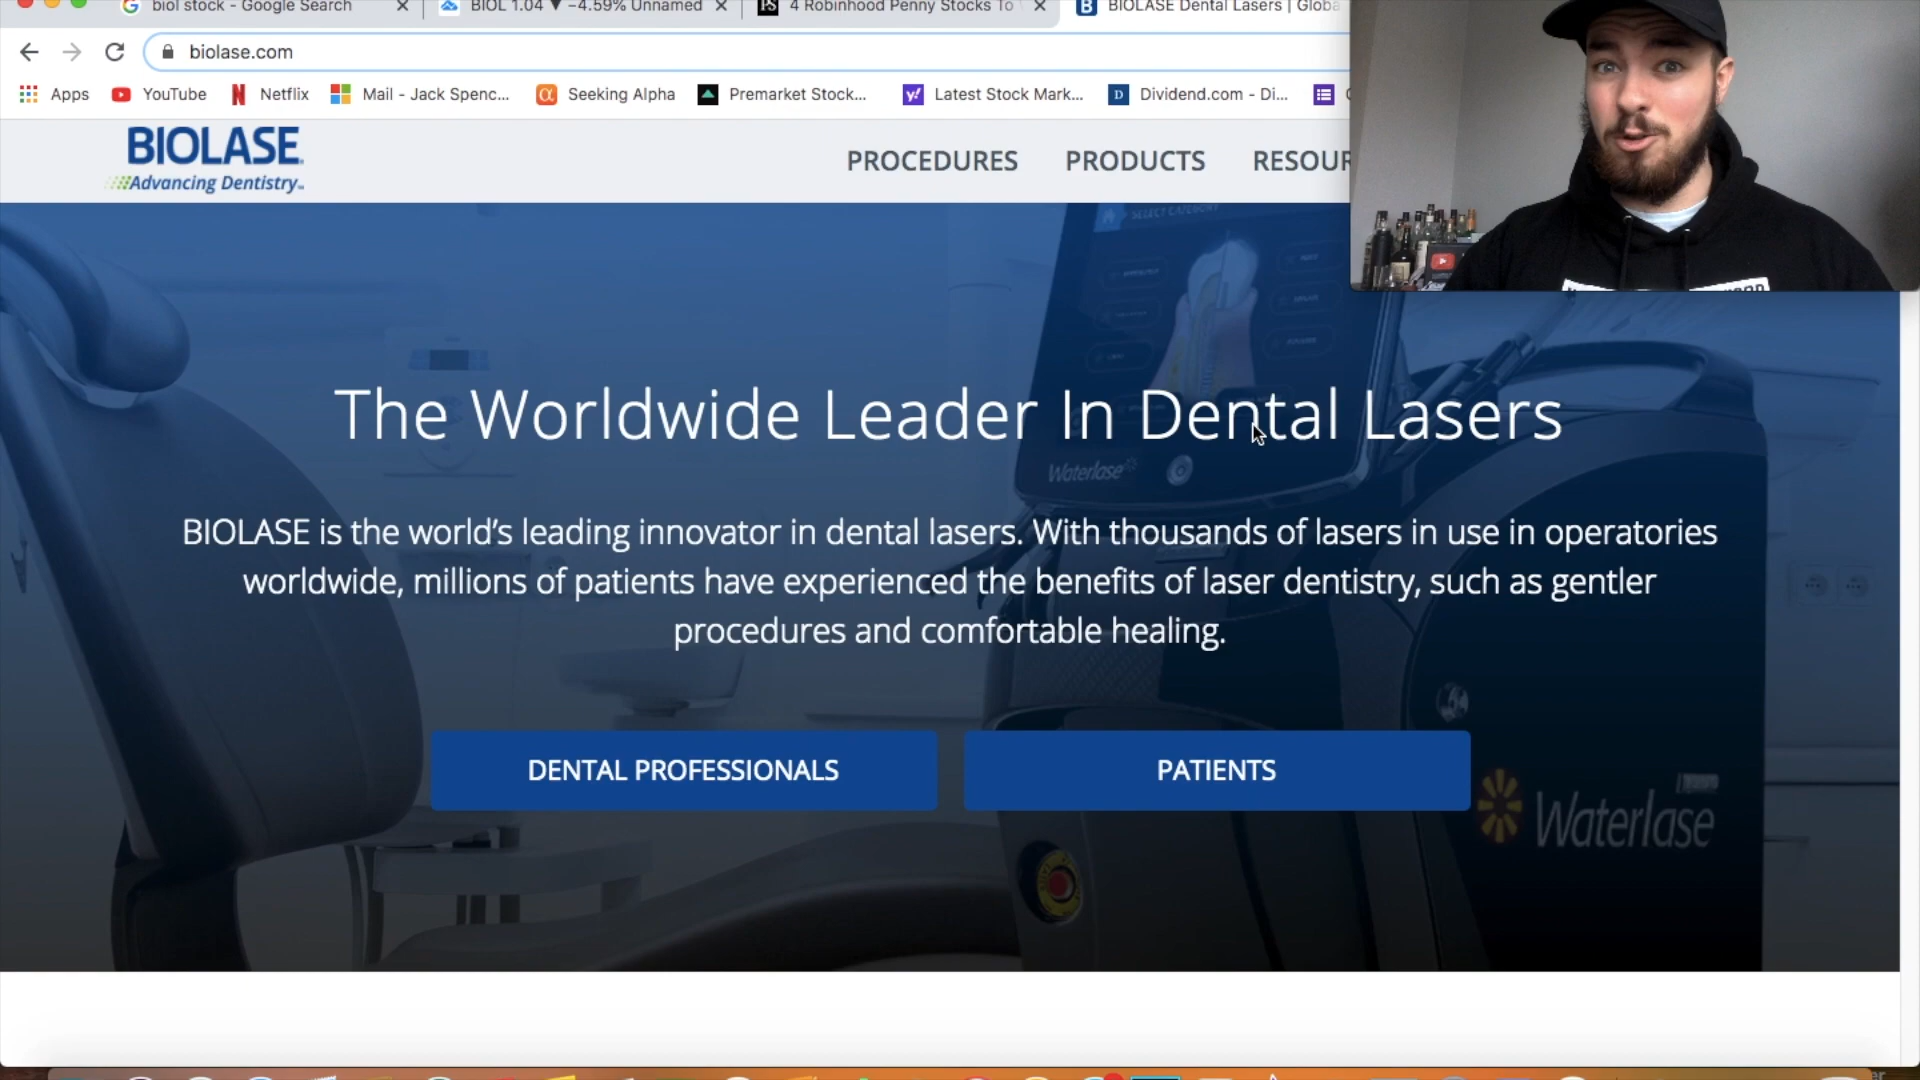 biol stock - Google Search
BIOL 1.04 ▼ −4.59% Unnamed
4 Robinhood Penny Stocks To
BIOLASE Dental Lasers | Globa
biolase.com
Apps
YouTube
Netflix
Mail - Jack Spenc...
Seeking Alpha
Premarket Stock...
Latest Stock Mark...
Dividend.com - Di...
BIOLASE
Advancing Dentistry
PROCEDURES
PRODUCTS
RESOUR
SELECT CATEGORY
The Worldwide Leader In Dental Lasers
Waterlase
BIOLASE is the world's leading innovator in dental lasers. With thousands of lasers in use in operatories
worldwide, millions of patients have experienced the benefits of laser dentistry, such as gentler
procedures and comfortable healing.
DENTAL PROFESSIONALS
PATIENTS
Waterlase